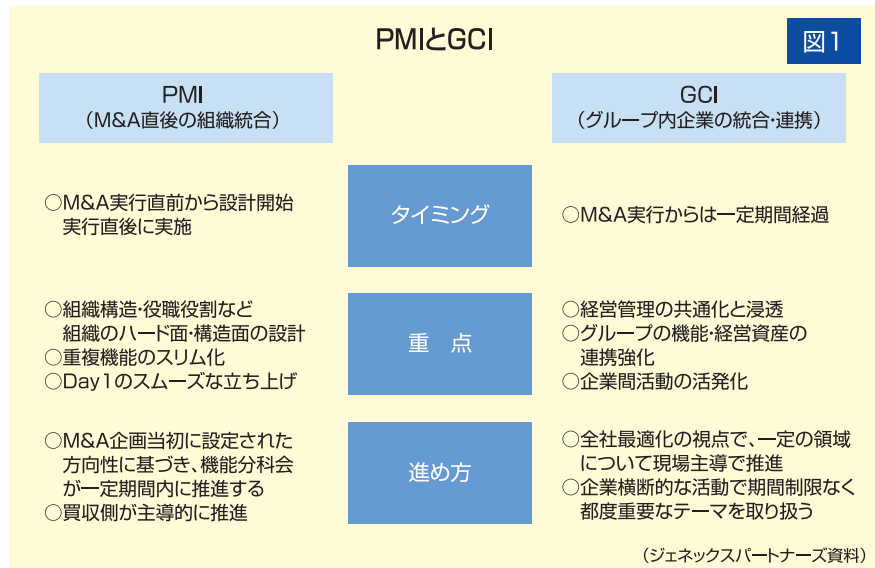 PMIとGCI
図1
PMI
（M&A直後の組織統合）
GCI
（グループ内企業の統合・連携）
○M&A実行直前から設計開始
実行直後に実施
タイミング
○M&A実行からは一定期間経過
○組織構造・役職役割など
組織のハード面・構造面の設計
○重複機能のスリム化
○Day1のスムーズな立ち上げ
重　点
○経営管理の共通化と浸透
○グループの機能・経営資産の
連携強化
○企業間活動の活発化
○M&A企画当初に設定された
方向性に基づき、機能分科会
が一定期間内に推進する
○買収側が主導的に推進
進め方
○全社最適化の視点で、一定の領域
について現場主導で推進
○企業横断的な活動で期間制限なく
都度重要なテーマを取り扱う
（ジェネックスパートナーズ資料）